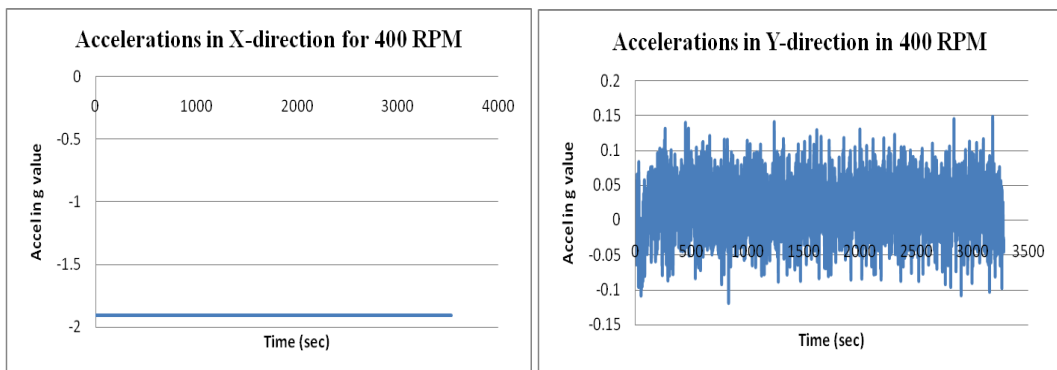 Accelerations in X-direction for 400 RPM
0
0 1000 2000 3000 4000
-0.5
-1
-1.5
-2
Accel in g value
Time (sec)
Accelerations in Y-direction in 400 RPM
0.2
0.15
0.1
0.05
0
0 500 1000 1500 2000 2500 3000 3500
-0.05
-0.1
-0.15
Accel in g value
Time (sec)